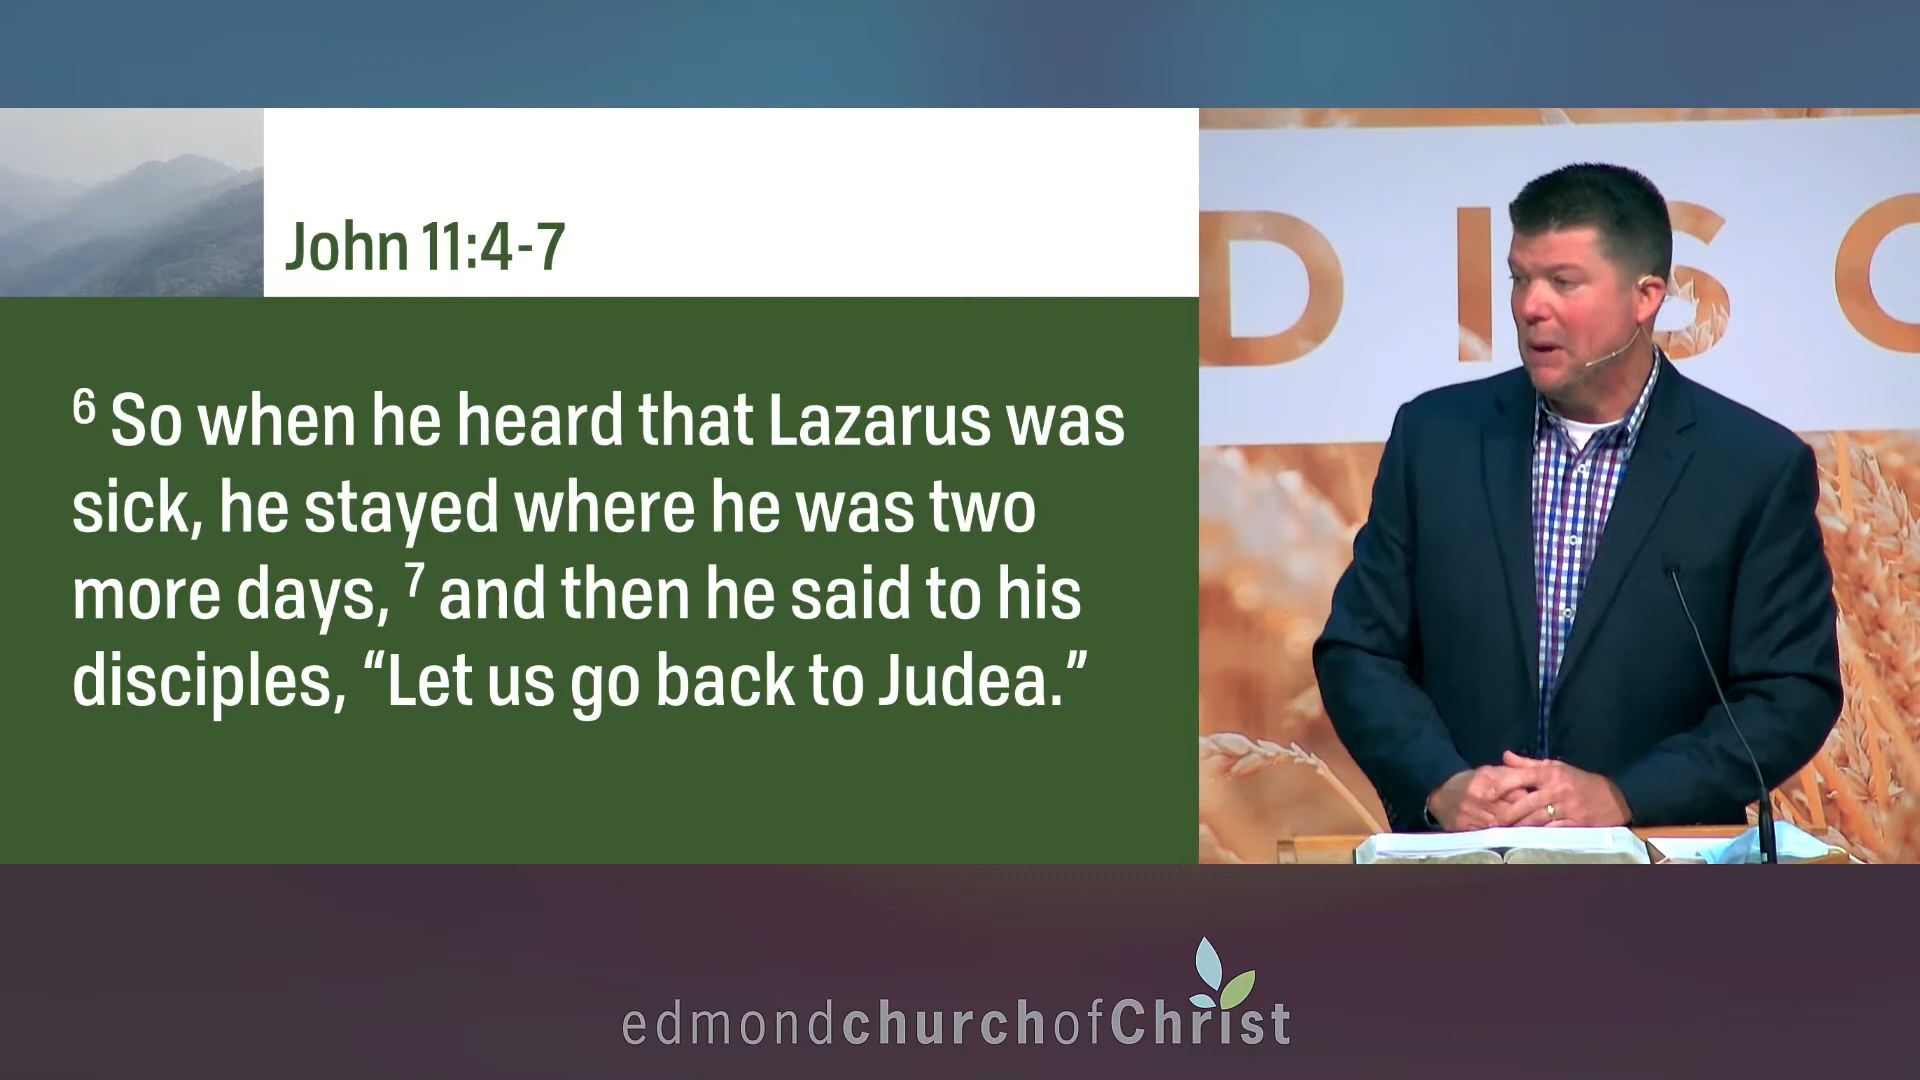 John 11:4-7
DISC
⁶ So when he heard that Lazarus was
sick, he stayed where he was two
more days, ⁷ and then he said to his
disciples, “Let us go back to Judea.”
edmondchurchofChrist